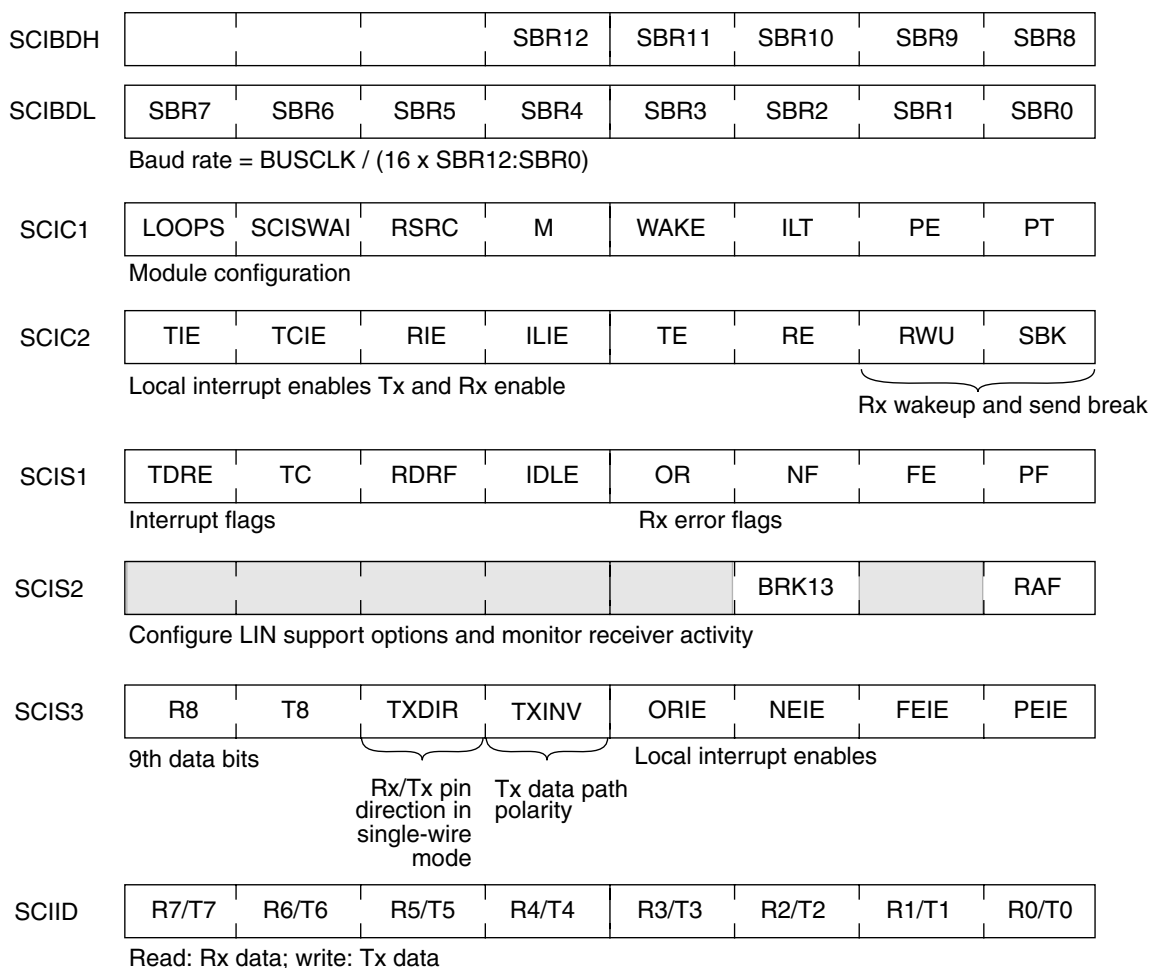 SCIBDH SBR12 SBR11 SBR10 SBR9 SBR8
SCIBDL SBR7 SBR6 SBR5 SBR4 SBR3 SBR2 SBR1 SBR0
Baud rate = BUSCLK / (16 x SBR12:SBR0)
SCIC1 LOOPS SCISWAI RSRC M WAKE ILT PE PT
Module configuration
SCIC2 TIE TCIE RIE ILIE TE RE RWU SBK
Local interrupt enables Tx and Rx enable
Rx wakeup and send break
SCIS1 TDRE TC RDRF IDLE OR NF FE PF
Interrupt flags Rx error flags
SCIS2 BRK13 RAF
Configure LIN support options and monitor receiver activity
SCIS3 R8 T8 TXDIR TXINV ORIE NEIE FEIE PEIE
9th data bits Local interrupt enables
Rx/Tx pin
direction in
single-wire
mode
Tx data path
polarity
SCIID R7/T7 R6/T6 R5/T5 R4/T4 R3/T3 R2/T2 R1/T1 R0/T0
Read: Rx data; write: Tx data